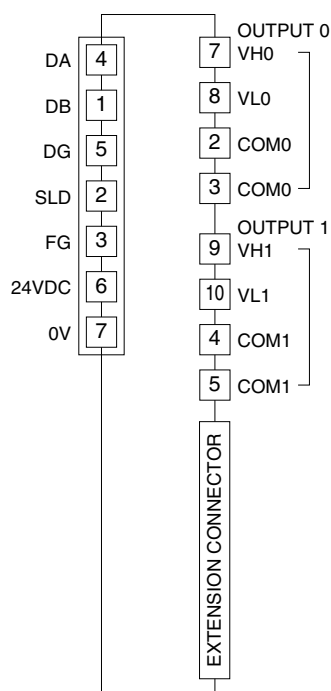 DA 4
DB 1
DG 5
SLD 2
FG 3
24VDC 6
0V 7
OUTPUT 0
7 VH0
8 VL0
2 COM0
3 COM0
OUTPUT 1
9 VH1
10 VL1
4 COM1
5 COM1
EXTENSION CONNECTOR